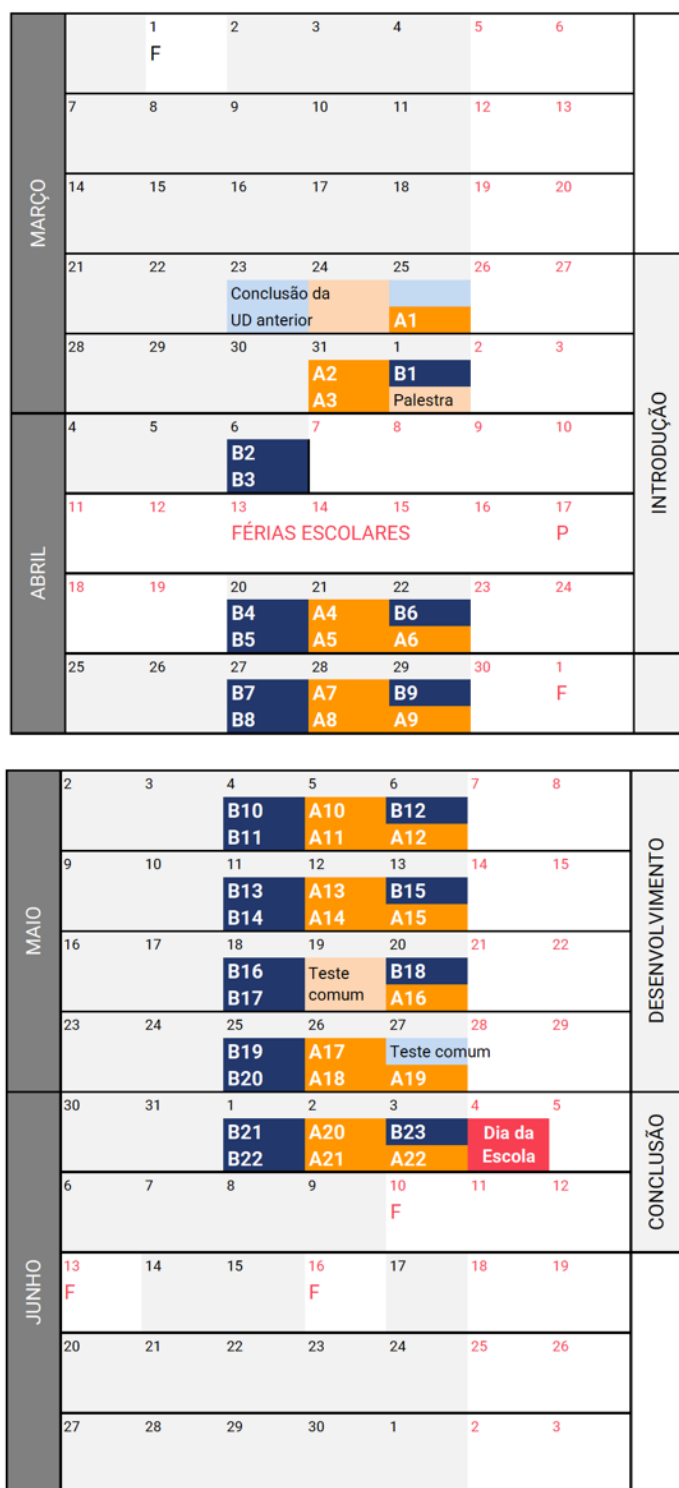 MARÇO
1 2 3 4 5 6
F
7 8 9 10 11 12 13
14 15 16 17 18 19 20
21 22 23 24 25 26 27
Conclusão da
UD anterior A1
28 29 30 31 1 2 3
A2 B1
A3 Palestra
INTRODUÇÃO
ABRIL
4 5 6 7 8 9 10
B2
B3
11 12 13 14 15 16 17
FÉRIAS ESCOLARES P
18 19 20 21 22 23 24
B4 A4 B6
B5 A5 A6
25 26 27 28 29 30 1
B7 A7 B9 F
B8 A8 A9
MAIO
2 3 4 5 6 7 8
B10 A10 B12
B11 A11 A12
9 10 11 12 13 14 15
B13 A13 B15
B14 A14 A15
16 17 18 19 20 21 22
B16 Teste B18
B17 comum A16
23 24 25 26 27 28 29
B19 A17 Teste comum
B20 A18 A19
DESENVOLVIMENTO
JUNHO
30 31 1 2 3 4 5
B21 A20 B23 Dia da
B22 A21 A22 Escola
6 7 8 9 10 11 12
F
CONCLUSÃO
13 14 15 16 17 18 19
F F
20 21 22 23 24 25 26
27 28 29 30 1 2 3